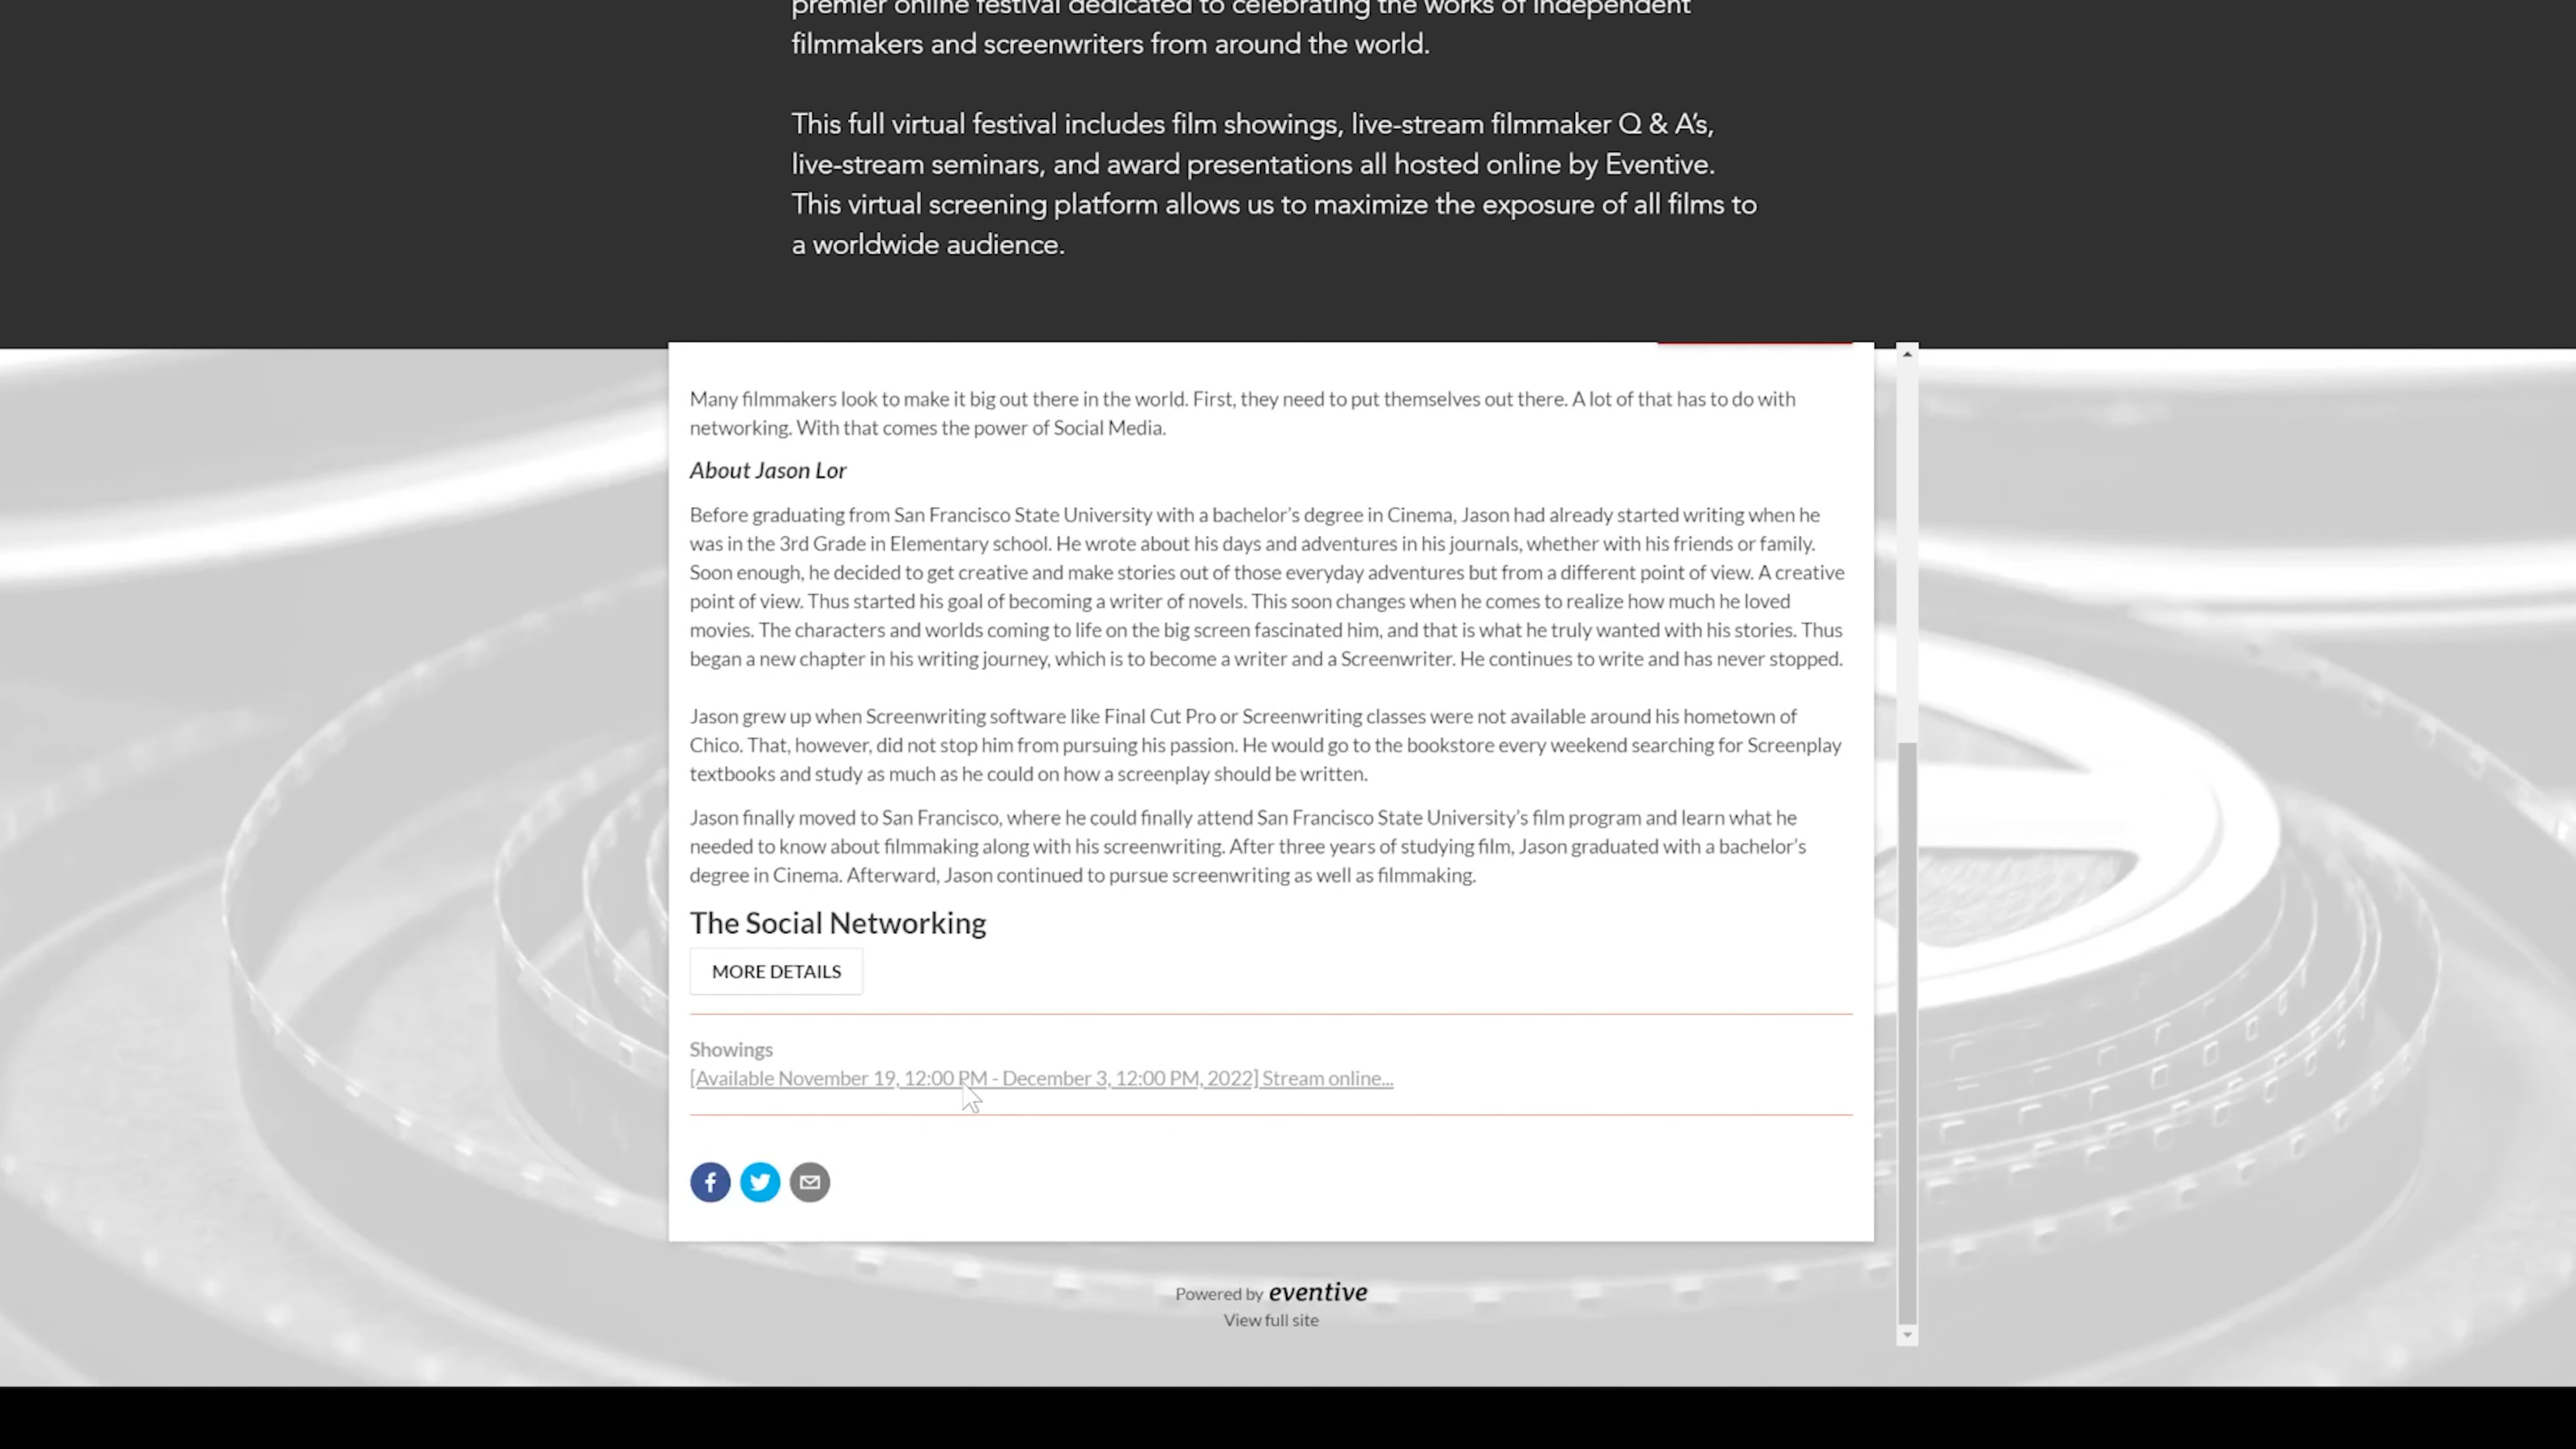 premier online festival dedicated to celebrating the works of independent
filmmakers and screenwriters from around the world.
This full virtual festival includes film showings, live-stream filmmaker Q & A's,
live-stream seminars, and award presentations all hosted online by Eventive.
This virtual screening platform allows us to maximize the exposure of all films to
a worldwide audience.
Many filmmakers look to make it big out there in the world. First, they need to put themselves out there. A lot of that has to do with
networking. With that comes the power of Social Media.
About Jason Lor
Before graduating from San Francisco State University with a bachelor's degree in Cinema, Jason had already started writing when he
was in the 3rd Grade in Elementary school. He wrote about his days and adventures in his journals, whether with his friends or family.
Soon enough, he decided to get creative and make stories out of those everyday adventures but from a different point of view. A creative
point of view. Thus started his goal of becoming a writer of novels. This soon changes when he comes to realize how much he loved
movies. The characters and worlds coming to life on the big screen fascinated him, and that is what he truly wanted with his stories. Thus
began a new chapter in his writing journey, which is to become a writer and a Screenwriter. He continues to write and has never stopped.
Jason grew up when Screenwriting software like Final Cut Pro or Screenwriting classes were not available around his hometown of
Chico. That, however, did not stop him from pursuing his passion. He would go to the bookstore every weekend searching for Screenplay
textbooks and study as much as he could on how a screenplay should be written.
Jason finally moved to San Francisco, where he could finally attend San Francisco State University's film program and learn what he
needed to know about filmmaking along with his screenwriting. After three years of studying film, Jason graduated with a bachelor's
degree in Cinema. Afterward, Jason continued to pursue screenwriting as well as filmmaking.
The Social Networking
MORE DETAILS
Showings
[Available November 19, 12:00 PM - December 3, 12:00 PM, 2022] Stream online...
Powered by eventive
View full site